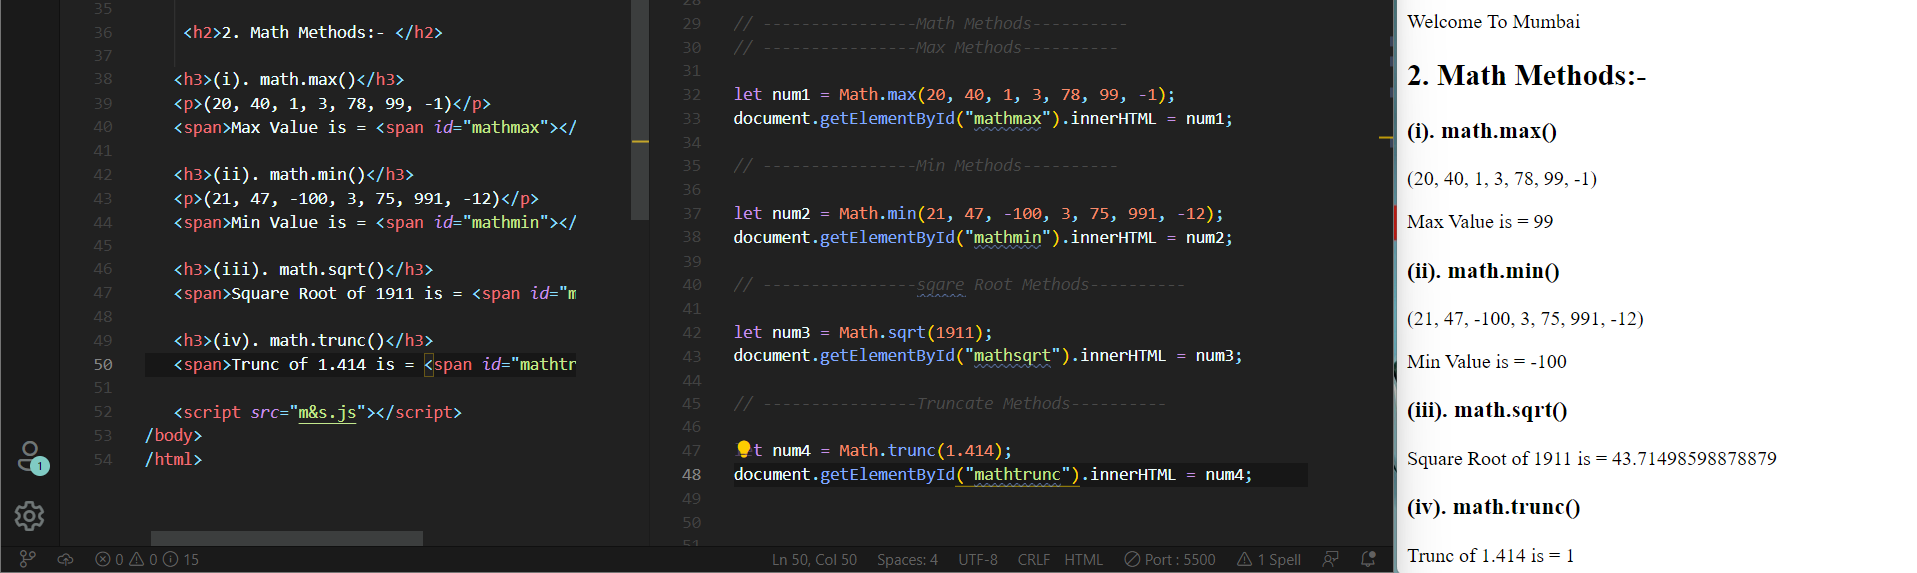 35
36 <h2>2. Math Methods:- </h2>
37
38 <h3>(i). math.max()</h3>
39 <p>(20, 40, 1, 3, 78, 99, -1)</p>
40 <span>Max Value is = <span id="mathmax"></
41
42 <h3>(ii). math.min()</h3>
43 <p>(21, 47, -100, 3, 75, 991, -12)</p>
44 <span>Min Value is = <span id="mathmin"></
45
46 <h3>(iii). math.sqrt()</h3>
47 <span>Square Root of 1911 is = <span id="m
48
49 <h3>(iv). math.trunc()</h3>
50 <span>Trunc of 1.414 is = <span id="mathtr
51
52 <script src="m&s.js"></script>
53 /body>
54 /html>
28
29 // ----------------Math Methods----------
30 // ----------------Max Methods----------
31
32 let num1 = Math.max(20, 40, 1, 3, 78, 99, -1);
33 document.getElementById("mathmax").innerHTML = num1;
34
35 // ----------------Min Methods----------
36
37 let num2 = Math.min(21, 47, -100, 3, 75, 991, -12);
38 document.getElementById("mathmin").innerHTML = num2;
39
40 // ----------------sqare Root Methods----------
41
42 let num3 = Math.sqrt(1911);
43 document.getElementById("mathsqrt").innerHTML = num3;
44
45 // ----------------Truncate Methods----------
46
47 t num4 = Math.trunc(1.414);
48 document.getElementById("mathtrunc").innerHTML = num4;
49
50
51
Welcome To Mumbai
2. Math Methods:-
(i). math.max()
(20, 40, 1, 3, 78, 99, -1)
Max Value is = 99
(ii). math.min()
(21, 47, -100, 3, 75, 991, -12)
Min Value is = -100
(iii). math.sqrt()
Square Root of 1911 is = 43.71498598878879
(iv). math.trunc()
Trunc of 1.414 is = 1
1
0 0 15 Ln 50, Col 50 Spaces: 4 UTF-8 CRLF HTML Port : 5500 1 Spell